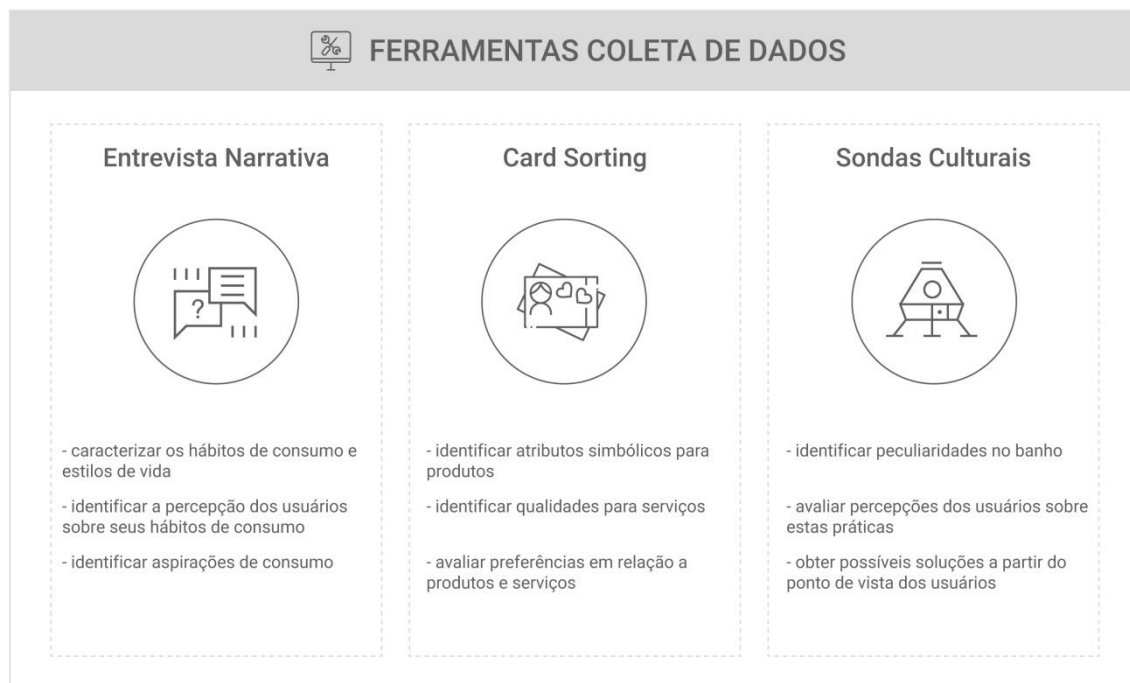 FERRAMENTAS COLETA DE DADOS
Entrevista Narrativa
?
- caracterizar os hábitos de consumo e
estilos de vida
- identificar a percepção dos usuários
sobre seus hábitos de consumo
- identificar aspirações de consumo
Card Sorting
- identificar atributos simbólicos para
produtos
- identificar qualidades para serviços
- avaliar preferências em relação a
produtos e serviços
Sondas Culturais
- identificar peculiaridades no banho
- avaliar percepções dos usuários sobre
estas práticas
- obter possíveis soluções a partir do
ponto de vista dos usuários